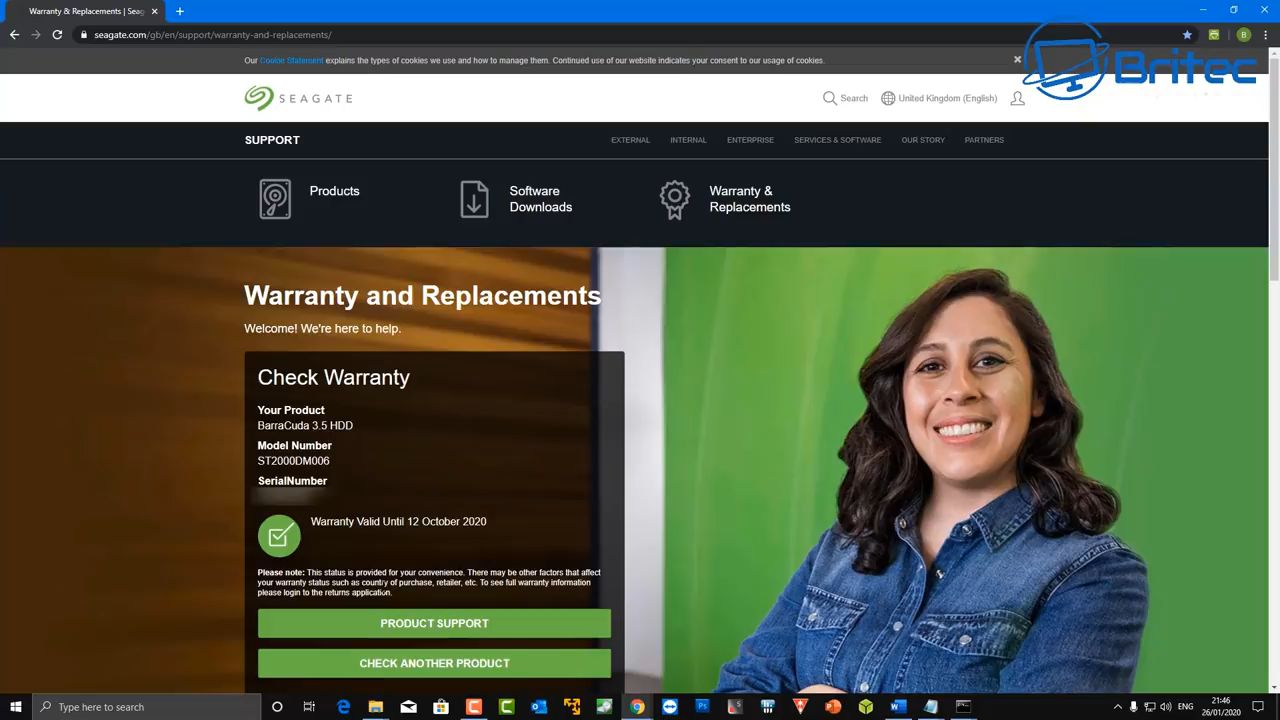 Warranty & Replacements | Seag
seagate.com/gb/en/support/warranty-and-replacements/
B
Britec
Our Cookie Statement explains the types of cookies we use and how to manage them. Continued use of our website indicates your consent to our usage of cookies.
SEAGATE
Search
United Kingdom (English)
SUPPORT
EXTERNAL
INTERNAL
ENTERPRISE
SERVICES & SOFTWARE
OUR STORY
PARTNERS
Products
Software
Downloads
Warranty &
Replacements
Warranty and Replacements
Welcome! We're here to help.
Check Warranty
Your Product
BarraCuda 3.5 HDD
Model Number
ST2000DM006
SerialNumber
Warranty Valid Until 12 October 2020
Please note: This status is provided for your convenience. There may be other factors that affect
your warranty status such as country of purchase, retailer, etc. To see full warranty information
please login to the returns application.
PRODUCT SUPPORT
CHECK ANOTHER PRODUCT
Type here to search
ENG
21:46
26/01/2020